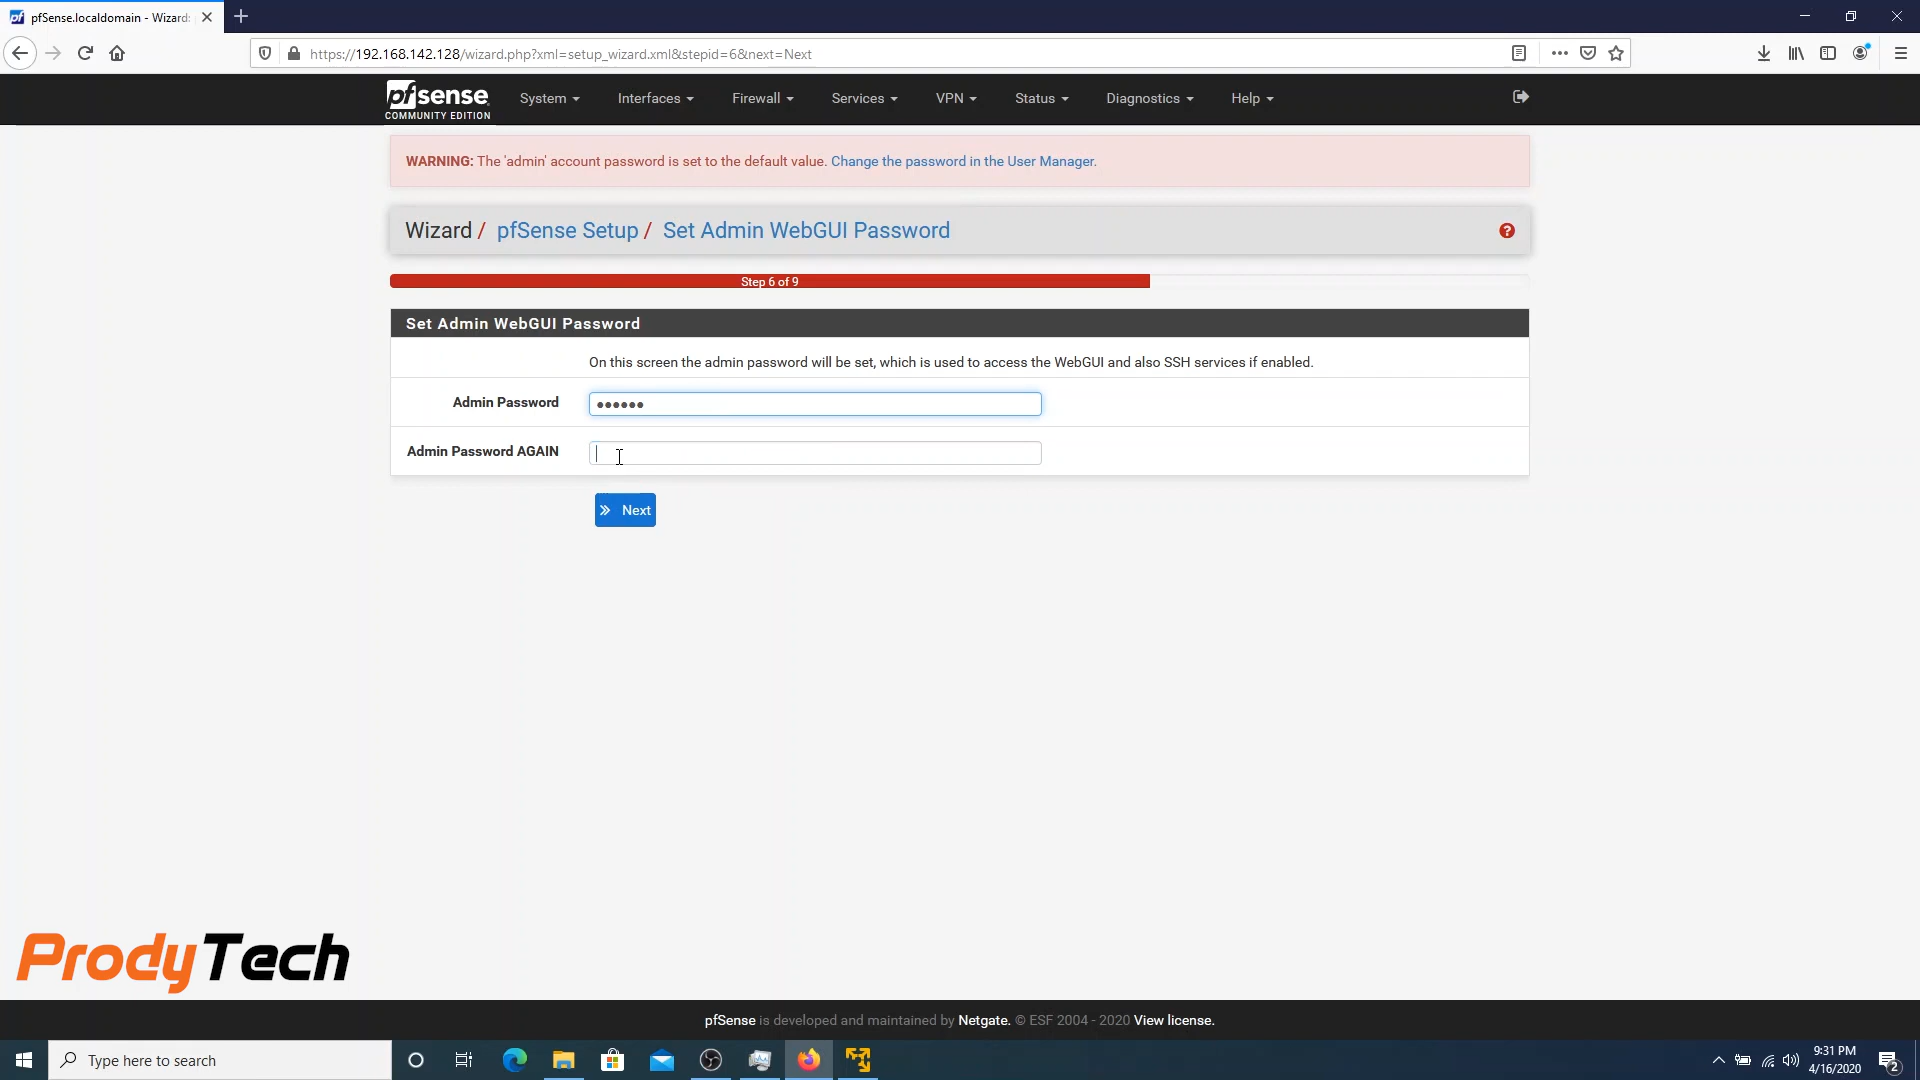 pfSense.localdomain - Wizard:
https://192.168.142.128/wizard.php?xml=setup_wizard.xml&stepid=6&next=Next
pfsense
COMMUNITY EDITION
System
Interfaces
Firewall
Services
VPN
Status
Diagnostics
Help
WARNING: The 'admin' account password is set to the default value. Change the password in the User Manager.
Wizard / pfSense Setup / Set Admin WebGUI Password
Step 6 of 9
Set Admin WebGUI Password
On this screen the admin password will be set, which is used to access the WebGUI and also SSH services if enabled.
Admin Password
••••••
Admin Password AGAIN
Next
ProdyTech
pfSense is developed and maintained by Netgate. © ESF 2004 - 2020 View license.
Type here to search
9:31 PM
4/16/2020
2